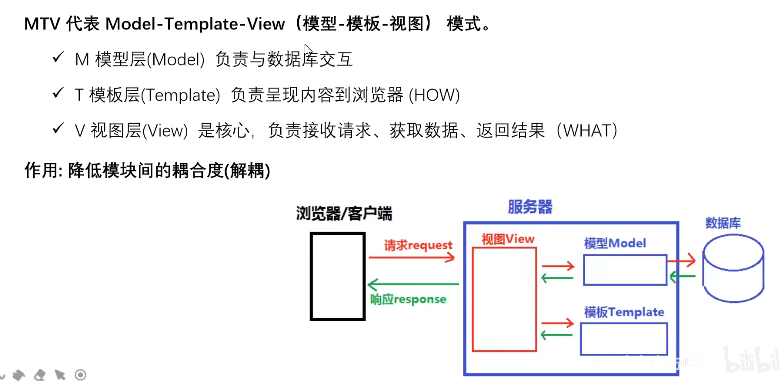 MTV 代表 Model-Template-View（模型-模板-视图） 模式。
✓ M 模型层(Model) 负责与数据库交互
✓ T 模板层(Template) 负责呈现内容到浏览器 (HOW)
✓ V 视图层(View) 是核心，负责接收请求、获取数据、返回结果（WHAT）
作用: 降低模块间的耦合度(解耦)
浏览器/客户端
服务器
数据库
请求request
视图View
模型Model
响应response
模板Template
bilibili